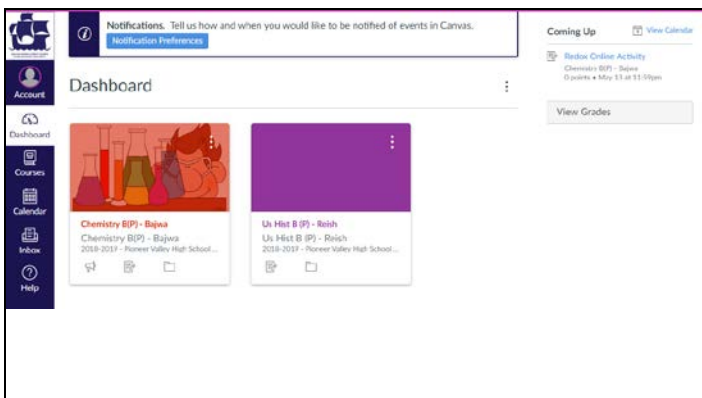 Notifications. Tell us how and when you would like to be notified of events in Canvas.
Notification Preferences
Account
Dashboard
Courses
Calendar
Inbox
Help
Dashboard
Chemistry B(P) - Bajwa
Chemistry B(P) - Bajwa
2018-2019 - Pioneer Valley High School ...
Us Hist B (P) - Reish
Us Hist B (P) - Reish
2018-2019 - Pioneer Valley High School ...
Coming Up
View Calendar
Redox Online Activity
Chemistry B(P) - Bajwa
0 points • May 13 at 11:59pm
View Grades